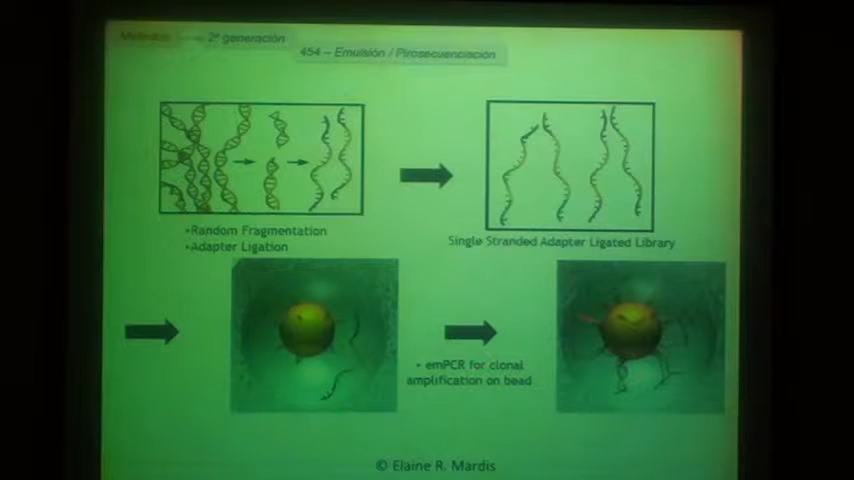 Métodos ---- 2ª generación
454 – Emulsión / Pirosecuenciación
•Random Fragmentation
•Adapter Ligation
Single Stranded Adapter Ligated Library
• emPCR for clonal
amplification on bead
© Elaine R. Mardis